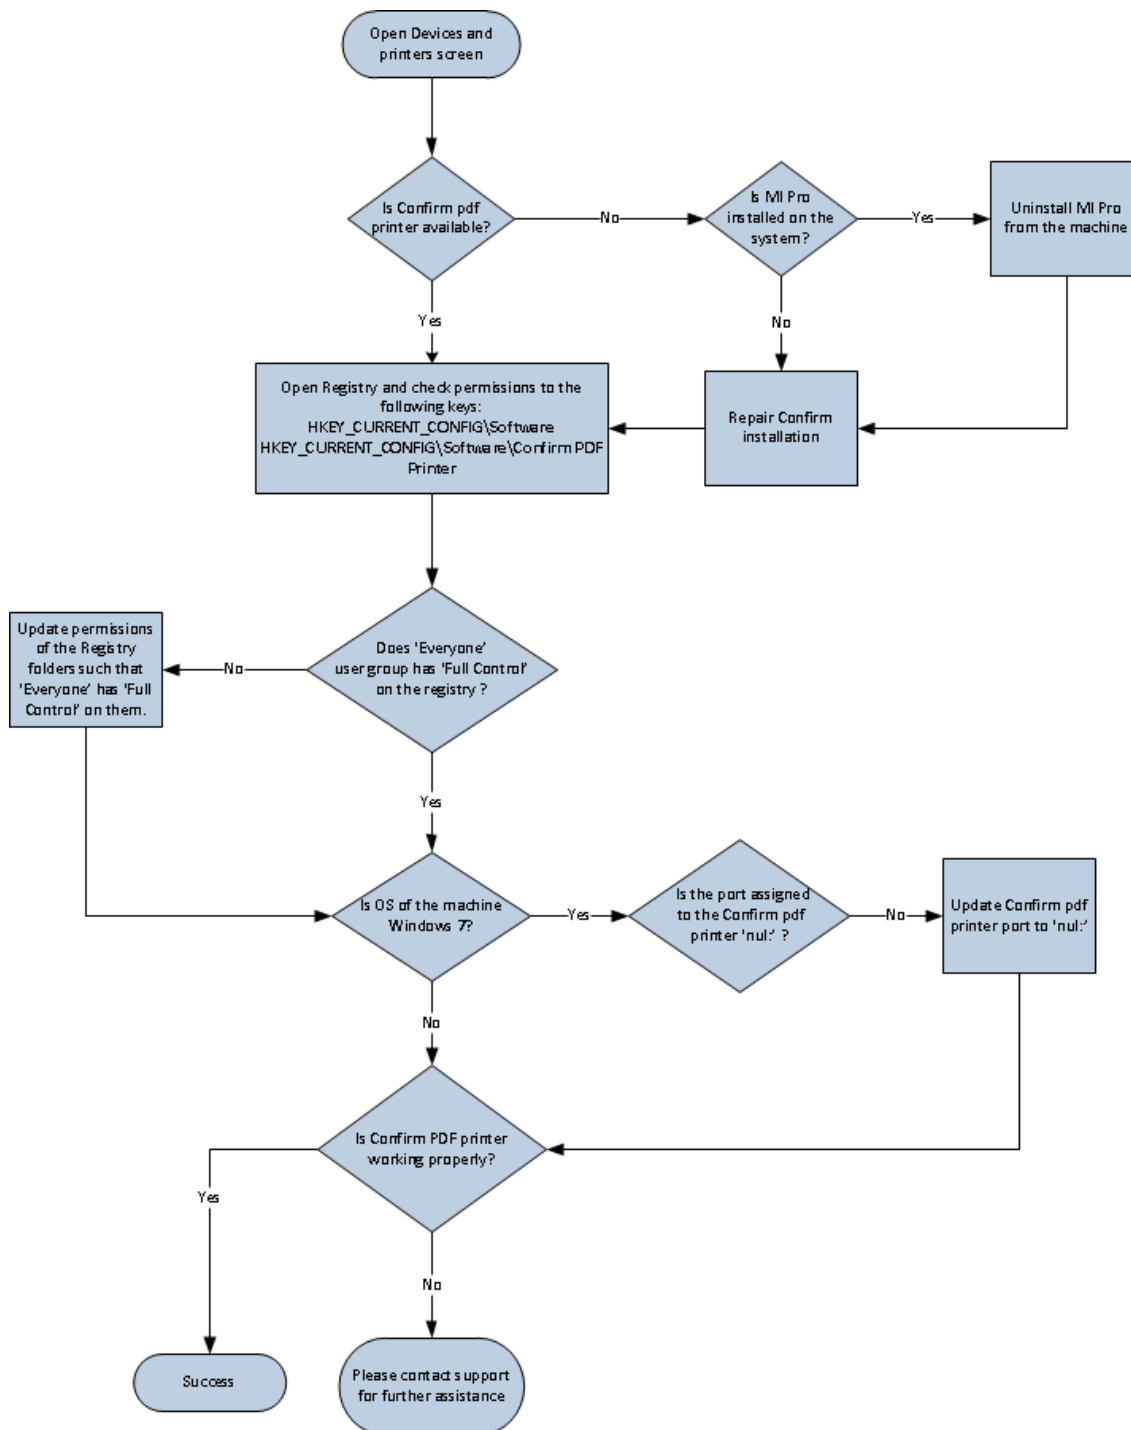 Open Devices and
printers screen
Is Confirm pdf
printer available?
No
Is MI Pro
installed on the
system?
Yes
Uninstall MI Pro
from the machine
Yes
No
Open Registry and check permissions to the
following keys:
HKEY_CURRENT_CONFIG\Software
HKEY_CURRENT_CONFIG\Software\Confirm PDF
Printer
Repair Confirm
installation
Update permissions
of the Registry
folders such that
'Everyone' has 'Full
Control' on them.
No
Does 'Everyone'
user group has 'Full Control'
on the registry ?
Yes
Is OS of the machine
Windows 7?
Yes
Is the port assigned
to the Confirm pdf
printer 'nul:' ?
No
Update Confirm pdf
printer port to 'nul:'
No
Is Confirm PDF printer
working properly?
Yes
No
Success
Please contact support
for further assistance